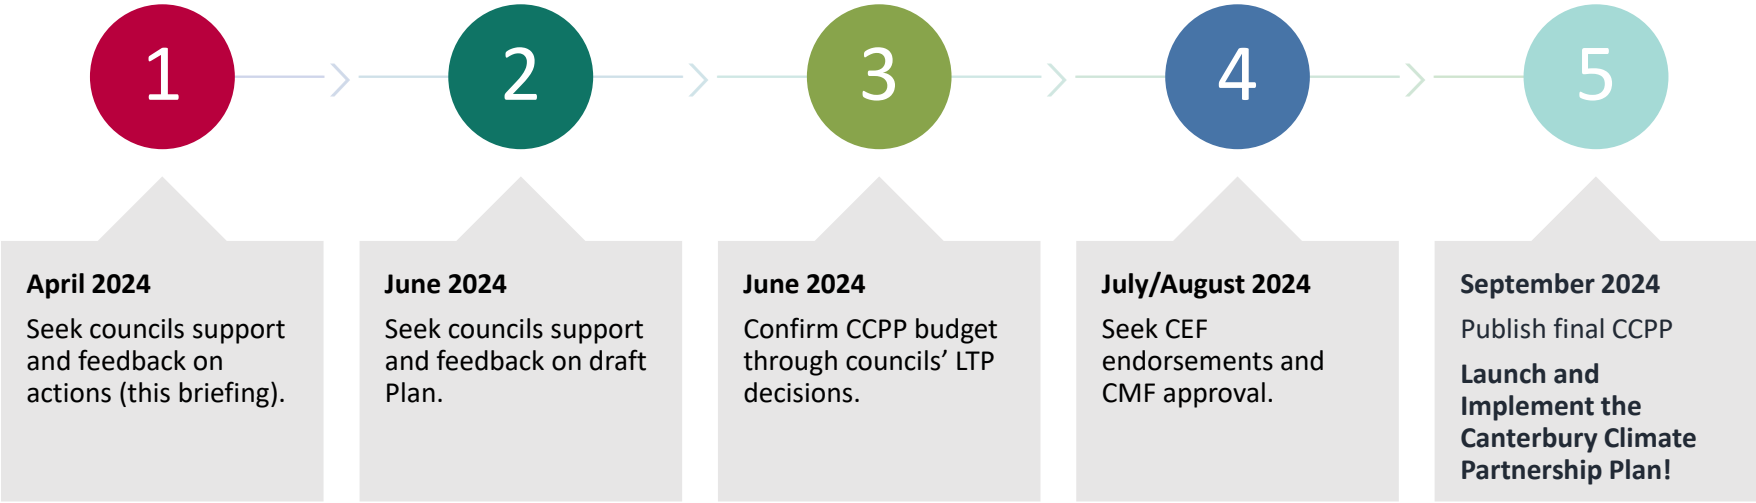 1
2
3
4
5
April 2024
Seek councils support
and feedback on
actions (this briefing).
June 2024
Seek councils support
and feedback on draft
Plan.
June 2024
Confirm CCPP budget
through councils’ LTP
decisions.
July/August 2024
Seek CEF
endorsements and
CMF approval.
September 2024
Publish final CCPP
Launch and
Implement the
Canterbury Climate
Partnership Plan!